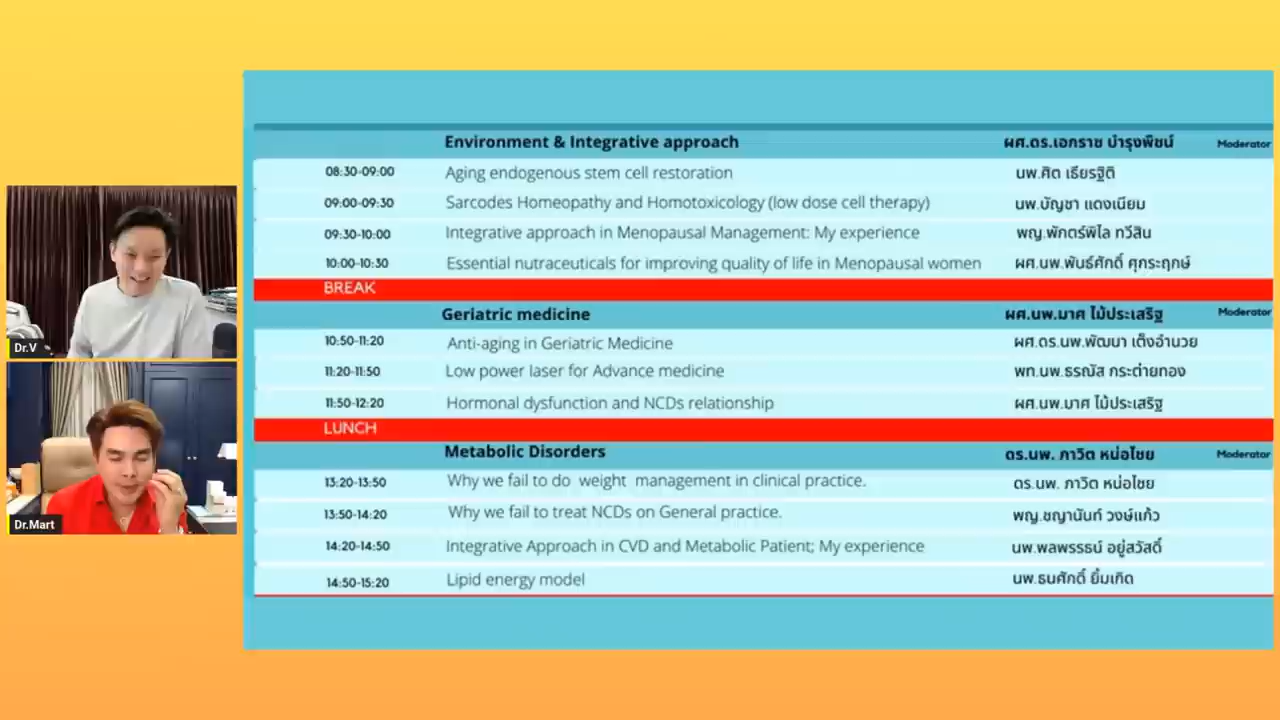 Environment & Integrative approach ผศ.ดร.เอกราช บำรุงพืชน์ Moderator
08:30-09:00 Aging endogenous stem cell restoration นพ.ศิต เธียรฐิติ
09:00-09:30 Sarcodes Homeopathy and Homotoxicology (low dose cell therapy) นพ.บัญชา แดงเนียม
09:30-10:00 Integrative approach in Menopausal Management: My experience พญ.พักตร์พิไล ทวีสิน
10:00-10:30 Essential nutraceuticals for improving quality of life in Menopausal women ผศ.นพ.พันธ์ศักดิ์ ศุกระฤกษ์
BREAK
Geriatric medicine ผศ.นพ.มาศ ไม้ประเสริฐ Moderator
10:50-11:20 Anti-aging in Geriatric Medicine ผศ.ดร.นพ.พัฒนา เต็งอำนวย
11:20-11:50 Low power laser for Advance medicine พท.นพ.ธรณัส กระต่ายทอง
11:50-12:20 Hormonal dysfunction and NCDs relationship ผศ.นพ.มาศ ไม้ประเสริฐ
LUNCH
Metabolic Disorders ดร.นพ. ภาวิต หน่อไชย Moderator
13:20-13:50 Why we fail to do weight management in clinical practice. ดร.นพ. ภาวิต หน่อไชย
13:50-14:20 Why we fail to treat NCDs on General practice. พญ.ชญานันท์ วงษ์แก้ว
14:20-14:50 Integrative Approach in CVD and Metabolic Patient; My experience นพ.พลพรรธน์ อยู่สวัสดิ์
14:50-15:20 Lipid energy model นพ.ธนศักดิ์ ยิ้มเกิด
Dr.V
Dr.Mart